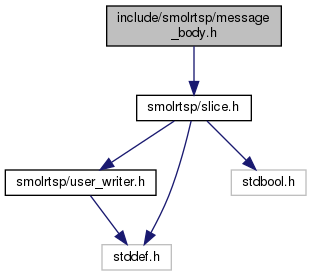 include/smolrtsp/message
_body.h
smolrtsp/slice.h
smolrtsp/user_writer.h
stdbool.h
stddef.h